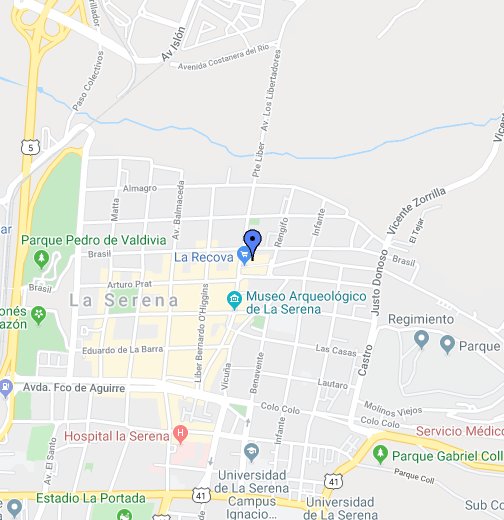 Av Islón
Avenida Costanera del Río
Paso Colectivos
Av. Los Libertadores
Pte Liber
5
Almagro
Matta
Av. Balmaceda
Rengifo
Infante
Vicente Zorrilla
El Tejar
Parque Pedro de Valdivia
Brasil
La Recova
Brasil
Justo Donoso
Arturo Prat
Brasil
La Serena
Museo Arqueológico
de La Serena
Liber Bernardo O'Higgins
Regimiento
Parque
Eduardo de La Barra
Las Casas
Castro
Vicuña
Benavente
Lautaro
Avda. Fco de Aguirre
Colo Colo
Colo Colo
Molinos Viejos
Infante
Hospital la Serena
Servicio Médico
Av. El Santo
Universidad
de La Serena
Campus
Ignacio...
Parque Gabriel Coll
Parque Coll
41
41
41
Estadio La Portada
Universidad
de La Serena
Sub Co